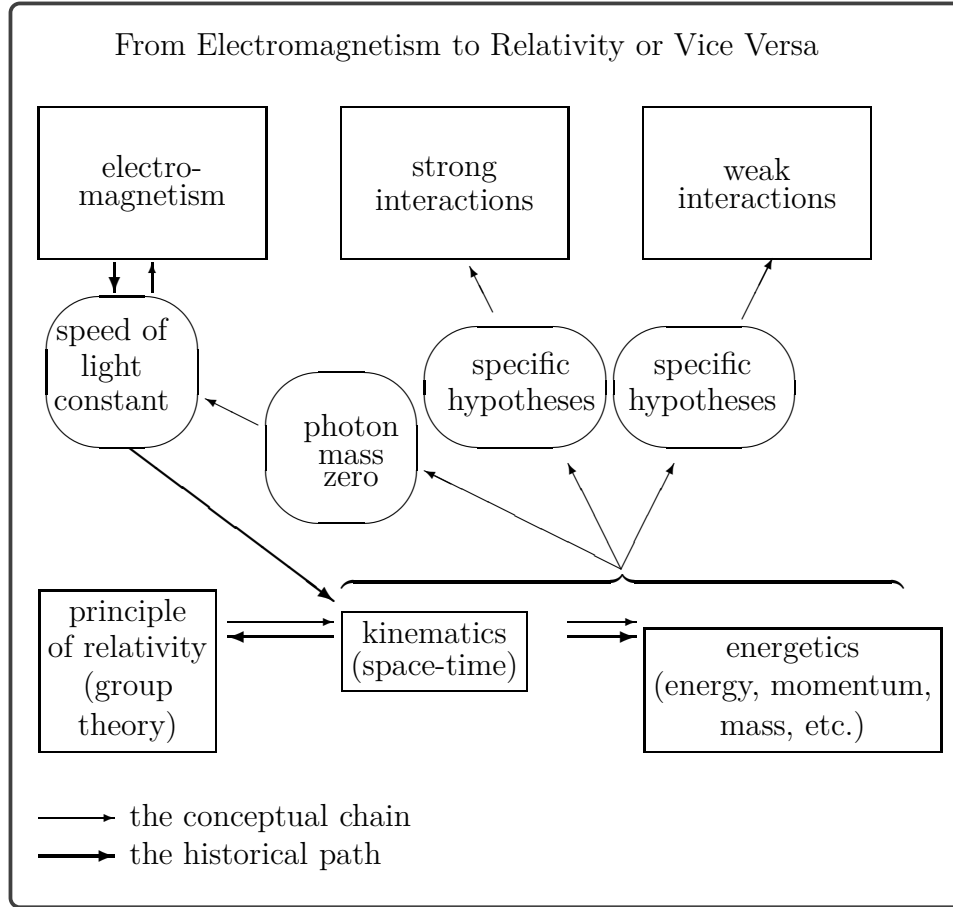 From Electromagnetism to Relativity or Vice Versa
electro-
magnetism
strong
interactions
weak
interactions
speed of
light
constant
photon
mass
zero
specific
hypotheses
specific
hypotheses
principle
of relativity
(group
theory)
kinematics
(space-time)
energetics
(energy, momentum,
mass, etc.)
the conceptual chain
the historical path